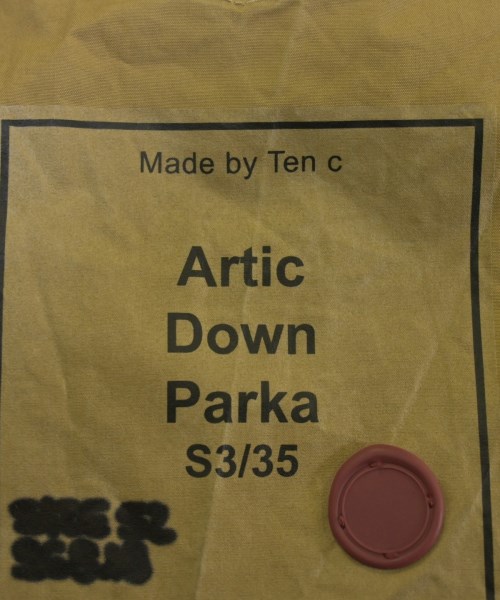 Made by Ten c
Artic
Down
Parka
S3/35